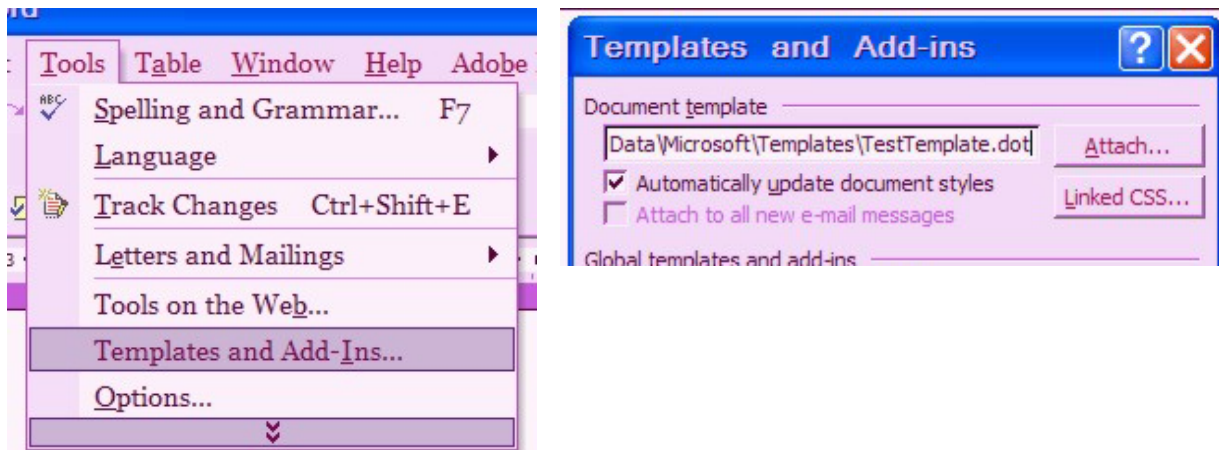 Tools Table Window Help Adobe
ABC
Spelling and Grammar... F7
Language
Track Changes Ctrl+Shift+E
Letters and Mailings
3
Tools on the Web...
Templates and Add-Ins...
Options...
Templates and Add-ins
Document template
Data\Microsoft\Templates\TestTemplate.dot
Attach...
Automatically update document styles
Linked CSS...
Attach to all new e-mail messages
Global templates and add-ins